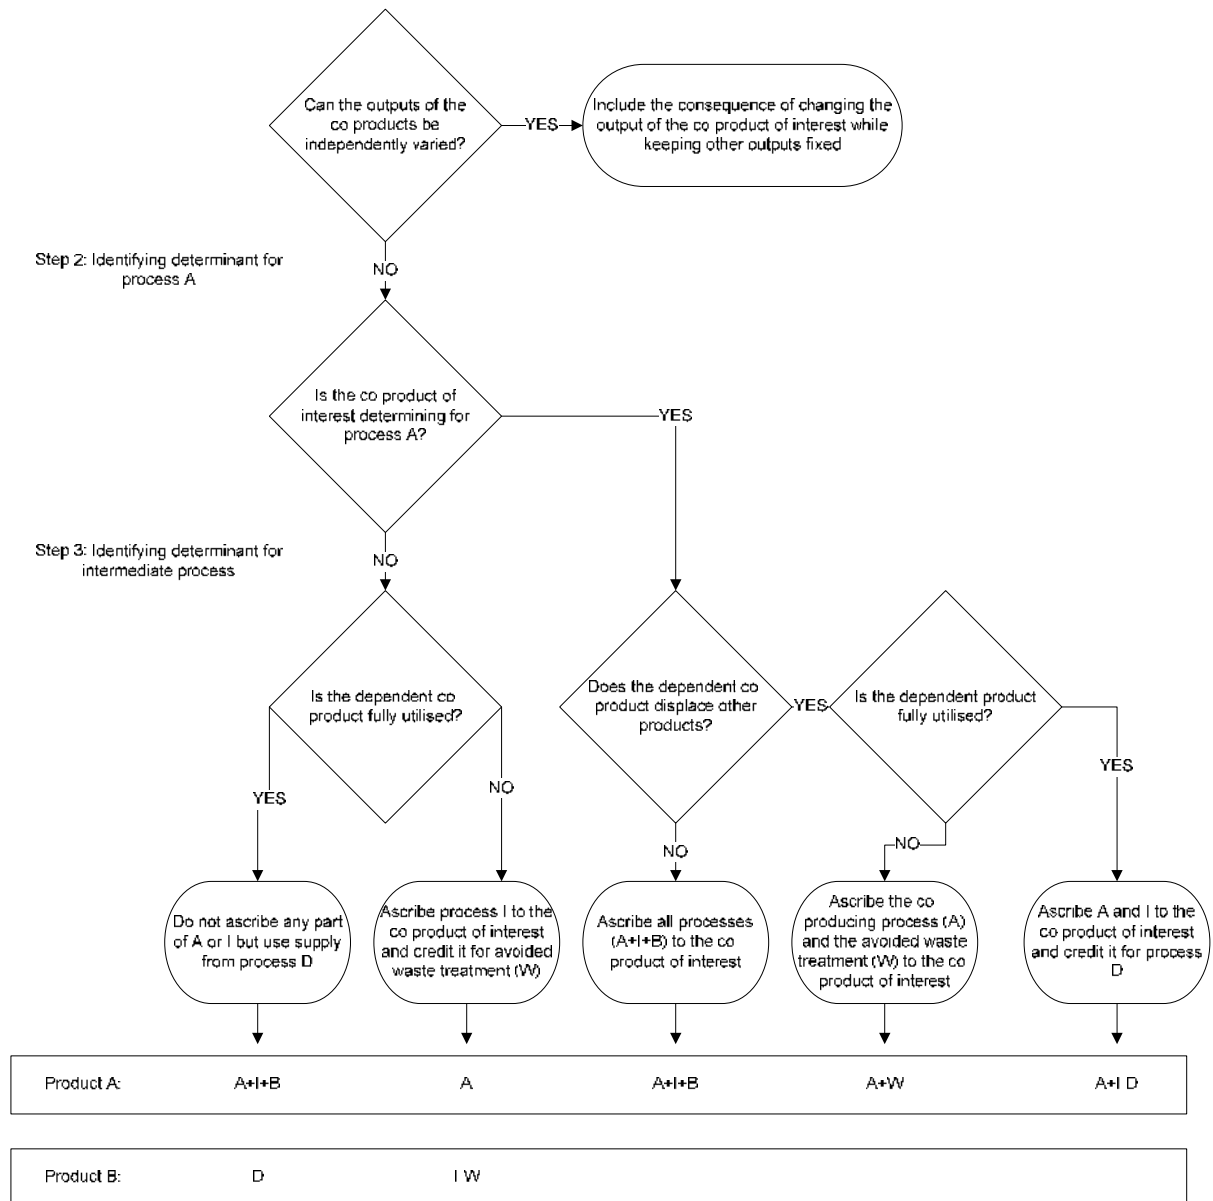 Can the outputs of the
co products be
independently varied?
YES
Include the consequence of changing the
output of the co product of interest while
keeping other outputs fixed
Step 2: Identifying determinant for
process A
NO
Is the co product of
interest determining for
process A?
YES
Step 3: Identifying determinant for
intermediate process
NO
Is the dependent co
product fully utilised?
Does the dependent co
product displace other
products?
YES
Is the dependent product
fully utilised?
YES
NO
NO
NO
YES
Do not ascribe any part
of A or I but use supply
from process D
Ascribe process I to the
co product of interest
and credit it for avoided
waste treatment (W)
Ascribe all processes
(A+I+B) to the co
product of interest
Ascribe the co
producing process (A)
and the avoided waste
treatment (W) to the co
product of interest
Ascribe A and I to the
co product of interest
and credit it for process
D
Product A: A+I+B A A+I+B A+W A+I D
Product B: D I W